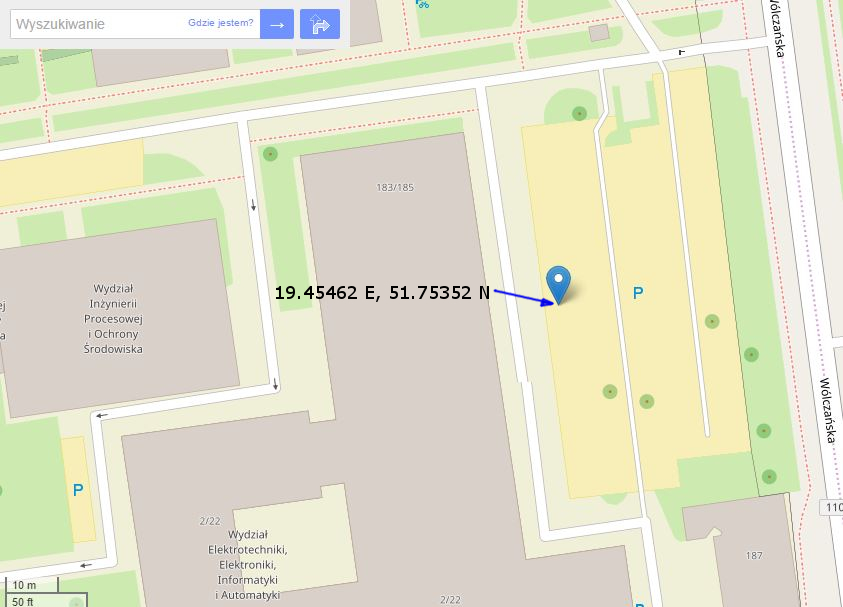 Wyszukiwanie
Gdzie jestem?
→
Wólczańska
183/185
19.45462 E, 51.75352 N
P
Wydział
Inżynierii
Procesowej
i Ochrony
Środowiska
Wólczańska
P
2/22
Wydział
Elektrotechniki,
Elektroniki,
Informatyki
i Automatyki
110
187
2/22
10 m
50 ft